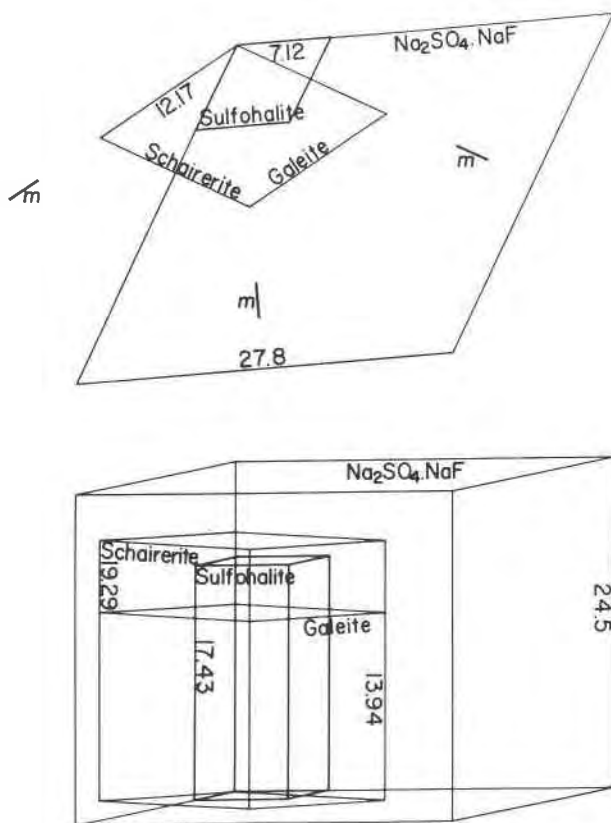 7.12
Na₂SO₄.NaF
12.17
Sulfohalite
Schairerite
Galeite
m
m
m
27.8
Na₂SO₄.NaF
Schairerite
19.29
Sulfohalite
Galeite
17.43
13.94
24.5